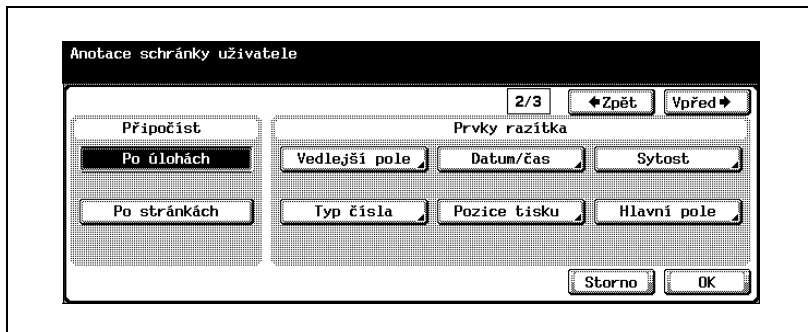 Anotace schránky uživatele
2/3 Zpět Vpřed
Připočíst Prvky razítka
Po úlohách Vedlejší pole Datum/čas Sytost
Po stránkách Typ čísla Pozice tisku Hlavní pole
Storno OK